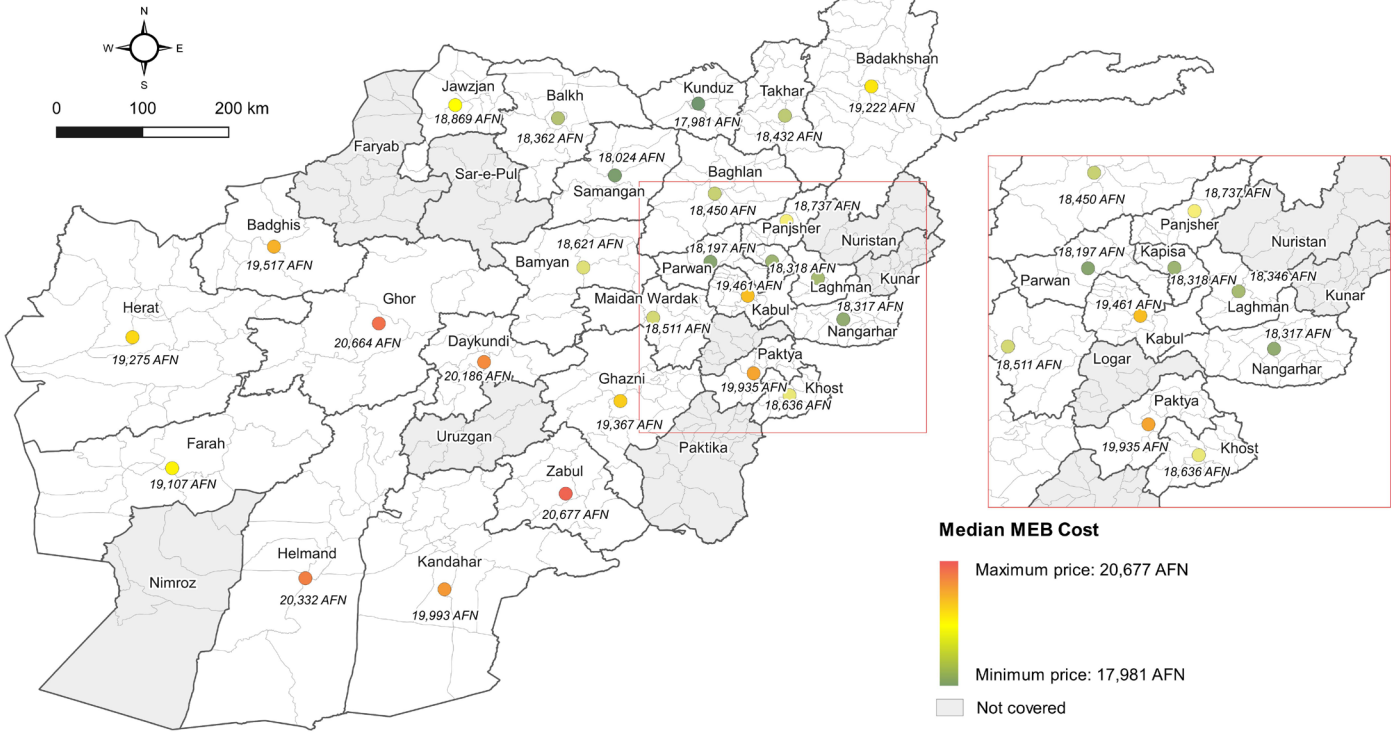 N
W E
S
0 100 200 km
Jawzjan
18,869 AFN
Balkh
18,362 AFN
Kunduz
17,981 AFN
Takhar
18,432 AFN
Badakhshan
19,222 AFN
Faryab
Sar-e-Pul
18,024 AFN
Samangan
Baghlan
18,450 AFN
18,737 AFN
Panjsher
Nuristan
Kunar
Badghis
19,517 AFN
18,621 AFN
Bamyan
18,197 AFN
Parwan
18,318 AFN
Laghman
19,461 AFN
Kabul
18,317 AFN
Nangarhar
Herat
19,275 AFN
Ghor
20,664 AFN
Maidan Wardak
18,511 AFN
Daykundi
20,186 AFN
Ghazni
19,367 AFN
Paktya
19,935 AFN
Khost
18,636 AFN
Farah
19,107 AFN
Uruzgan
Paktika
Zabul
20,677 AFN
Nimroz
Helmand
20,332 AFN
Kandahar
19,993 AFN
18,450 AFN
18,737 AFN
Panjsher
Nuristan
18,197 AFN
Parwan
Kapisa
18,318 AFN
18,346 AFN
Laghman
Kunar
19,461 AFN
Kabul
18,317 AFN
Nangarhar
18,511 AFN
Logar
Paktya
19,935 AFN
Khost
18,636 AFN
Median MEB Cost
Maximum price: 20,677 AFN
Minimum price: 17,981 AFN
Not covered